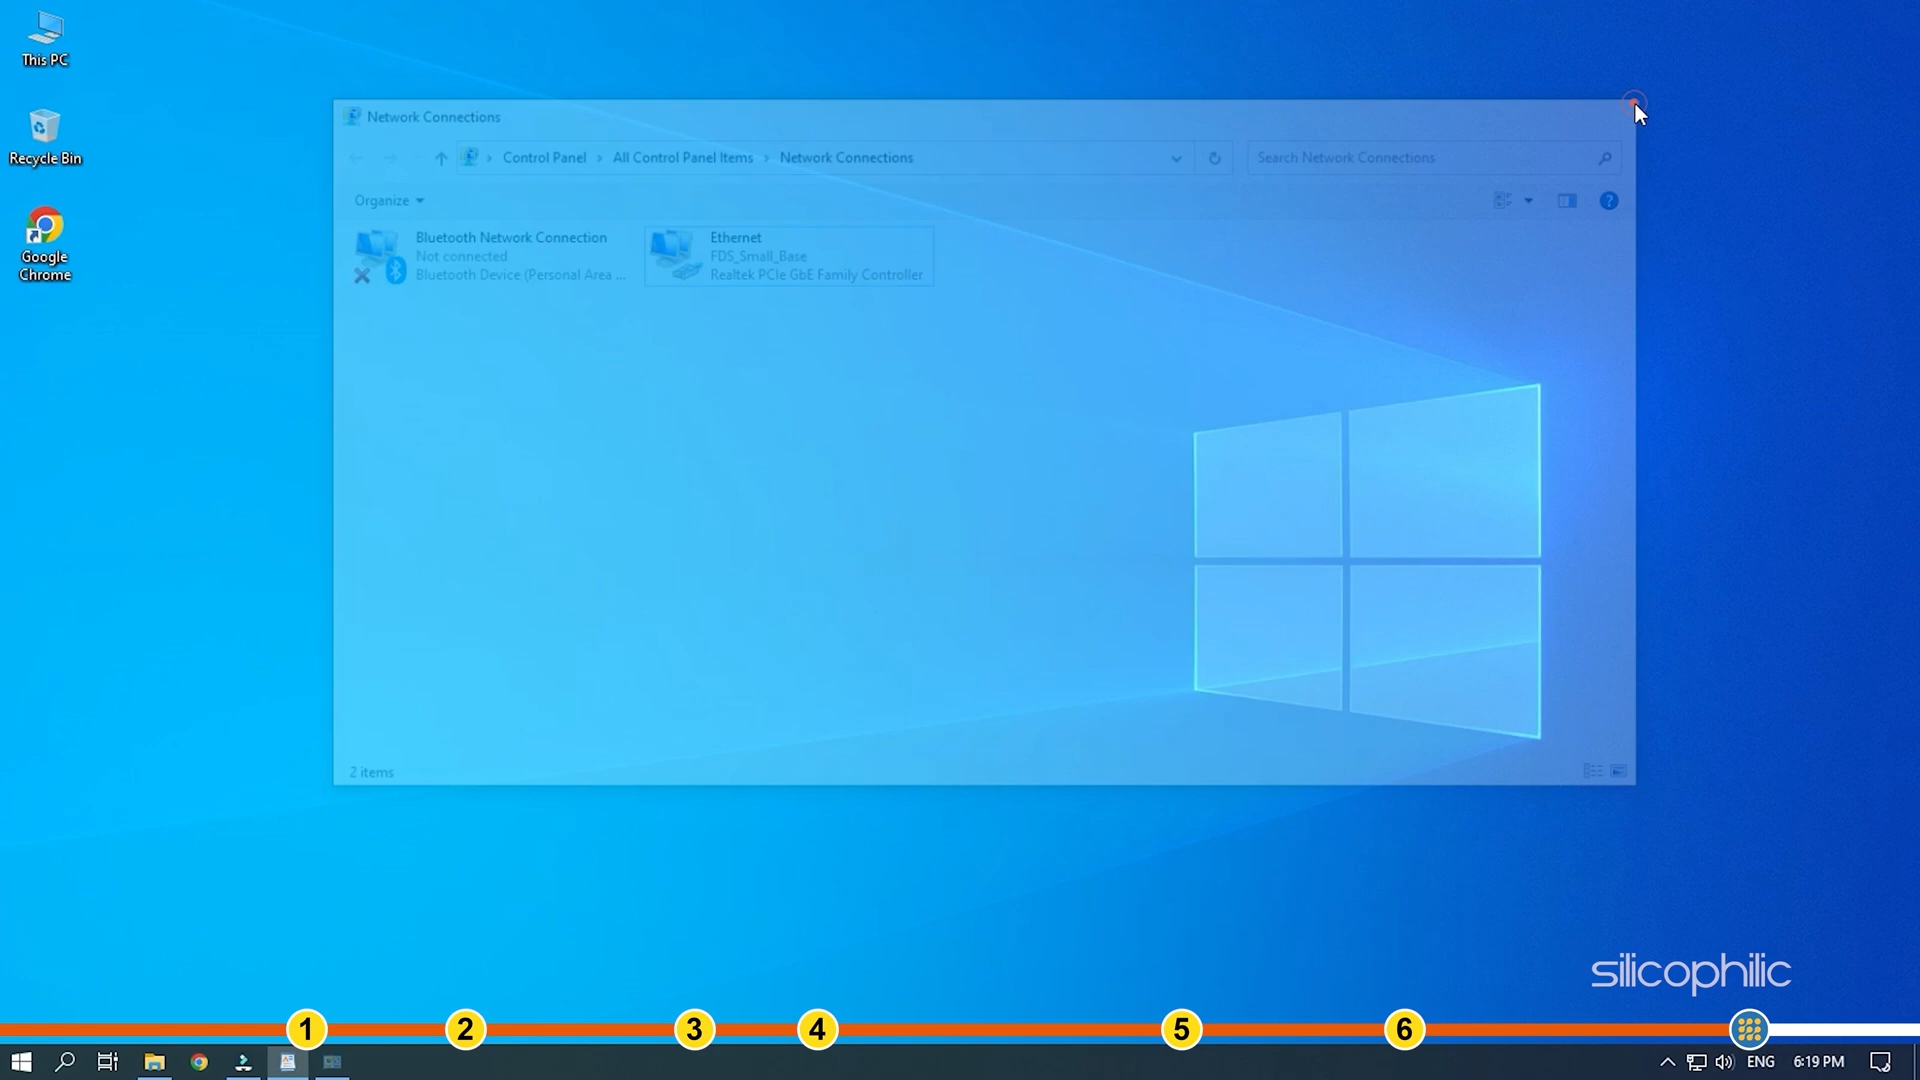 This PC
Recycle Bin
Google
Chrome
Network Connections
Control Panel > All Control Panel Items > Network Connections
Search Network Connections
Organize
?
Bluetooth Network Connection
Not connected
Bluetooth Device (Personal Area ...
Ethernet
FDS_Small_Base
Realtek PCIe GbE Family Controller
2 items
silicophilic
1 2 3 4 5 6
ENG
6:19 PM